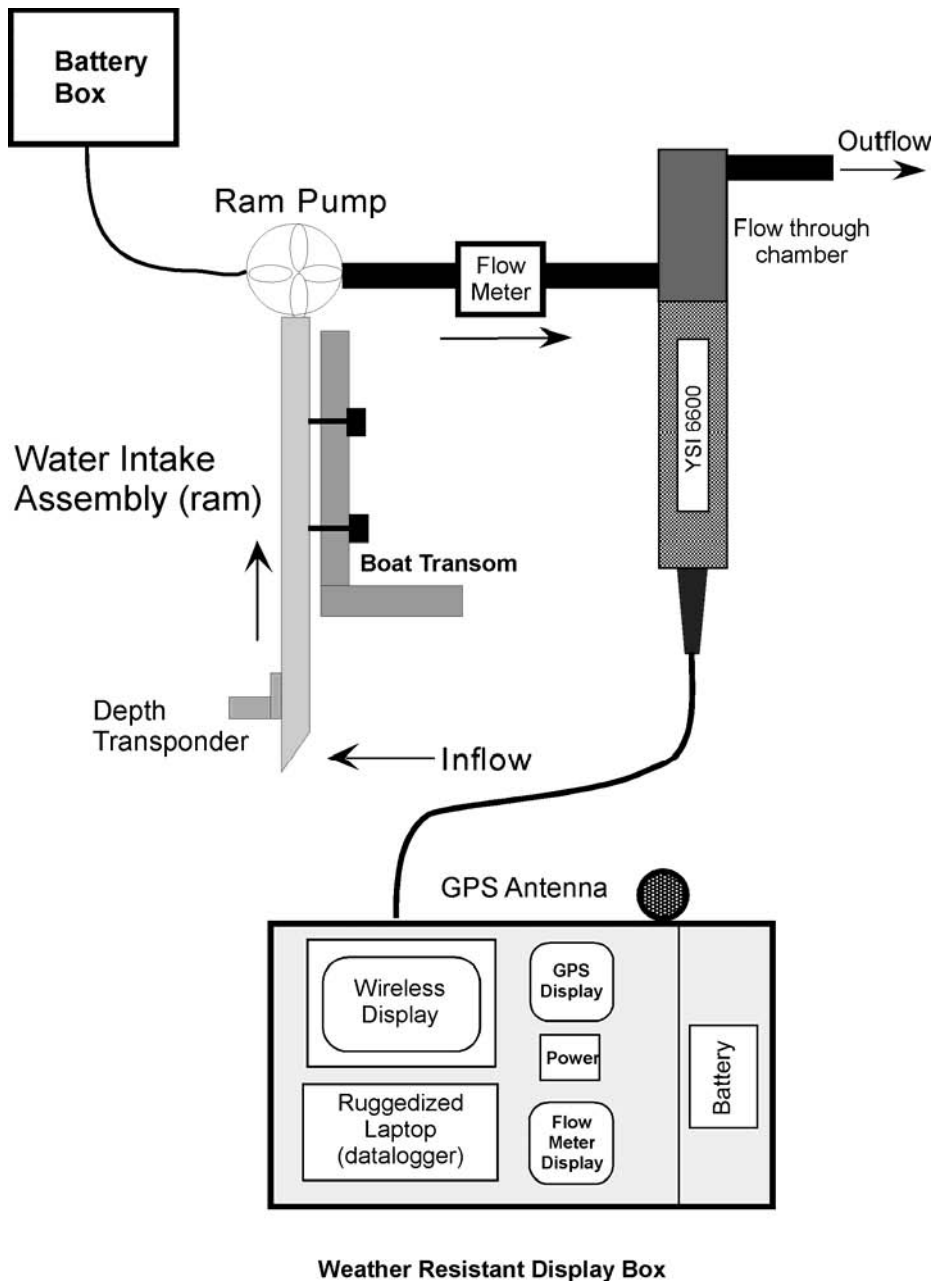 Battery
Box
Outflow
Ram Pump
Flow through
chamber
Flow
Meter
YSI 6600
Water Intake
Assembly (ram)
Boat Transom
Depth
Transponder
Inflow
GPS Antenna
Wireless
Display
GPS
Display
Power
Battery
Ruggedized
Laptop
(datalogger)
Flow
Meter
Display
Weather Resistant Display Box